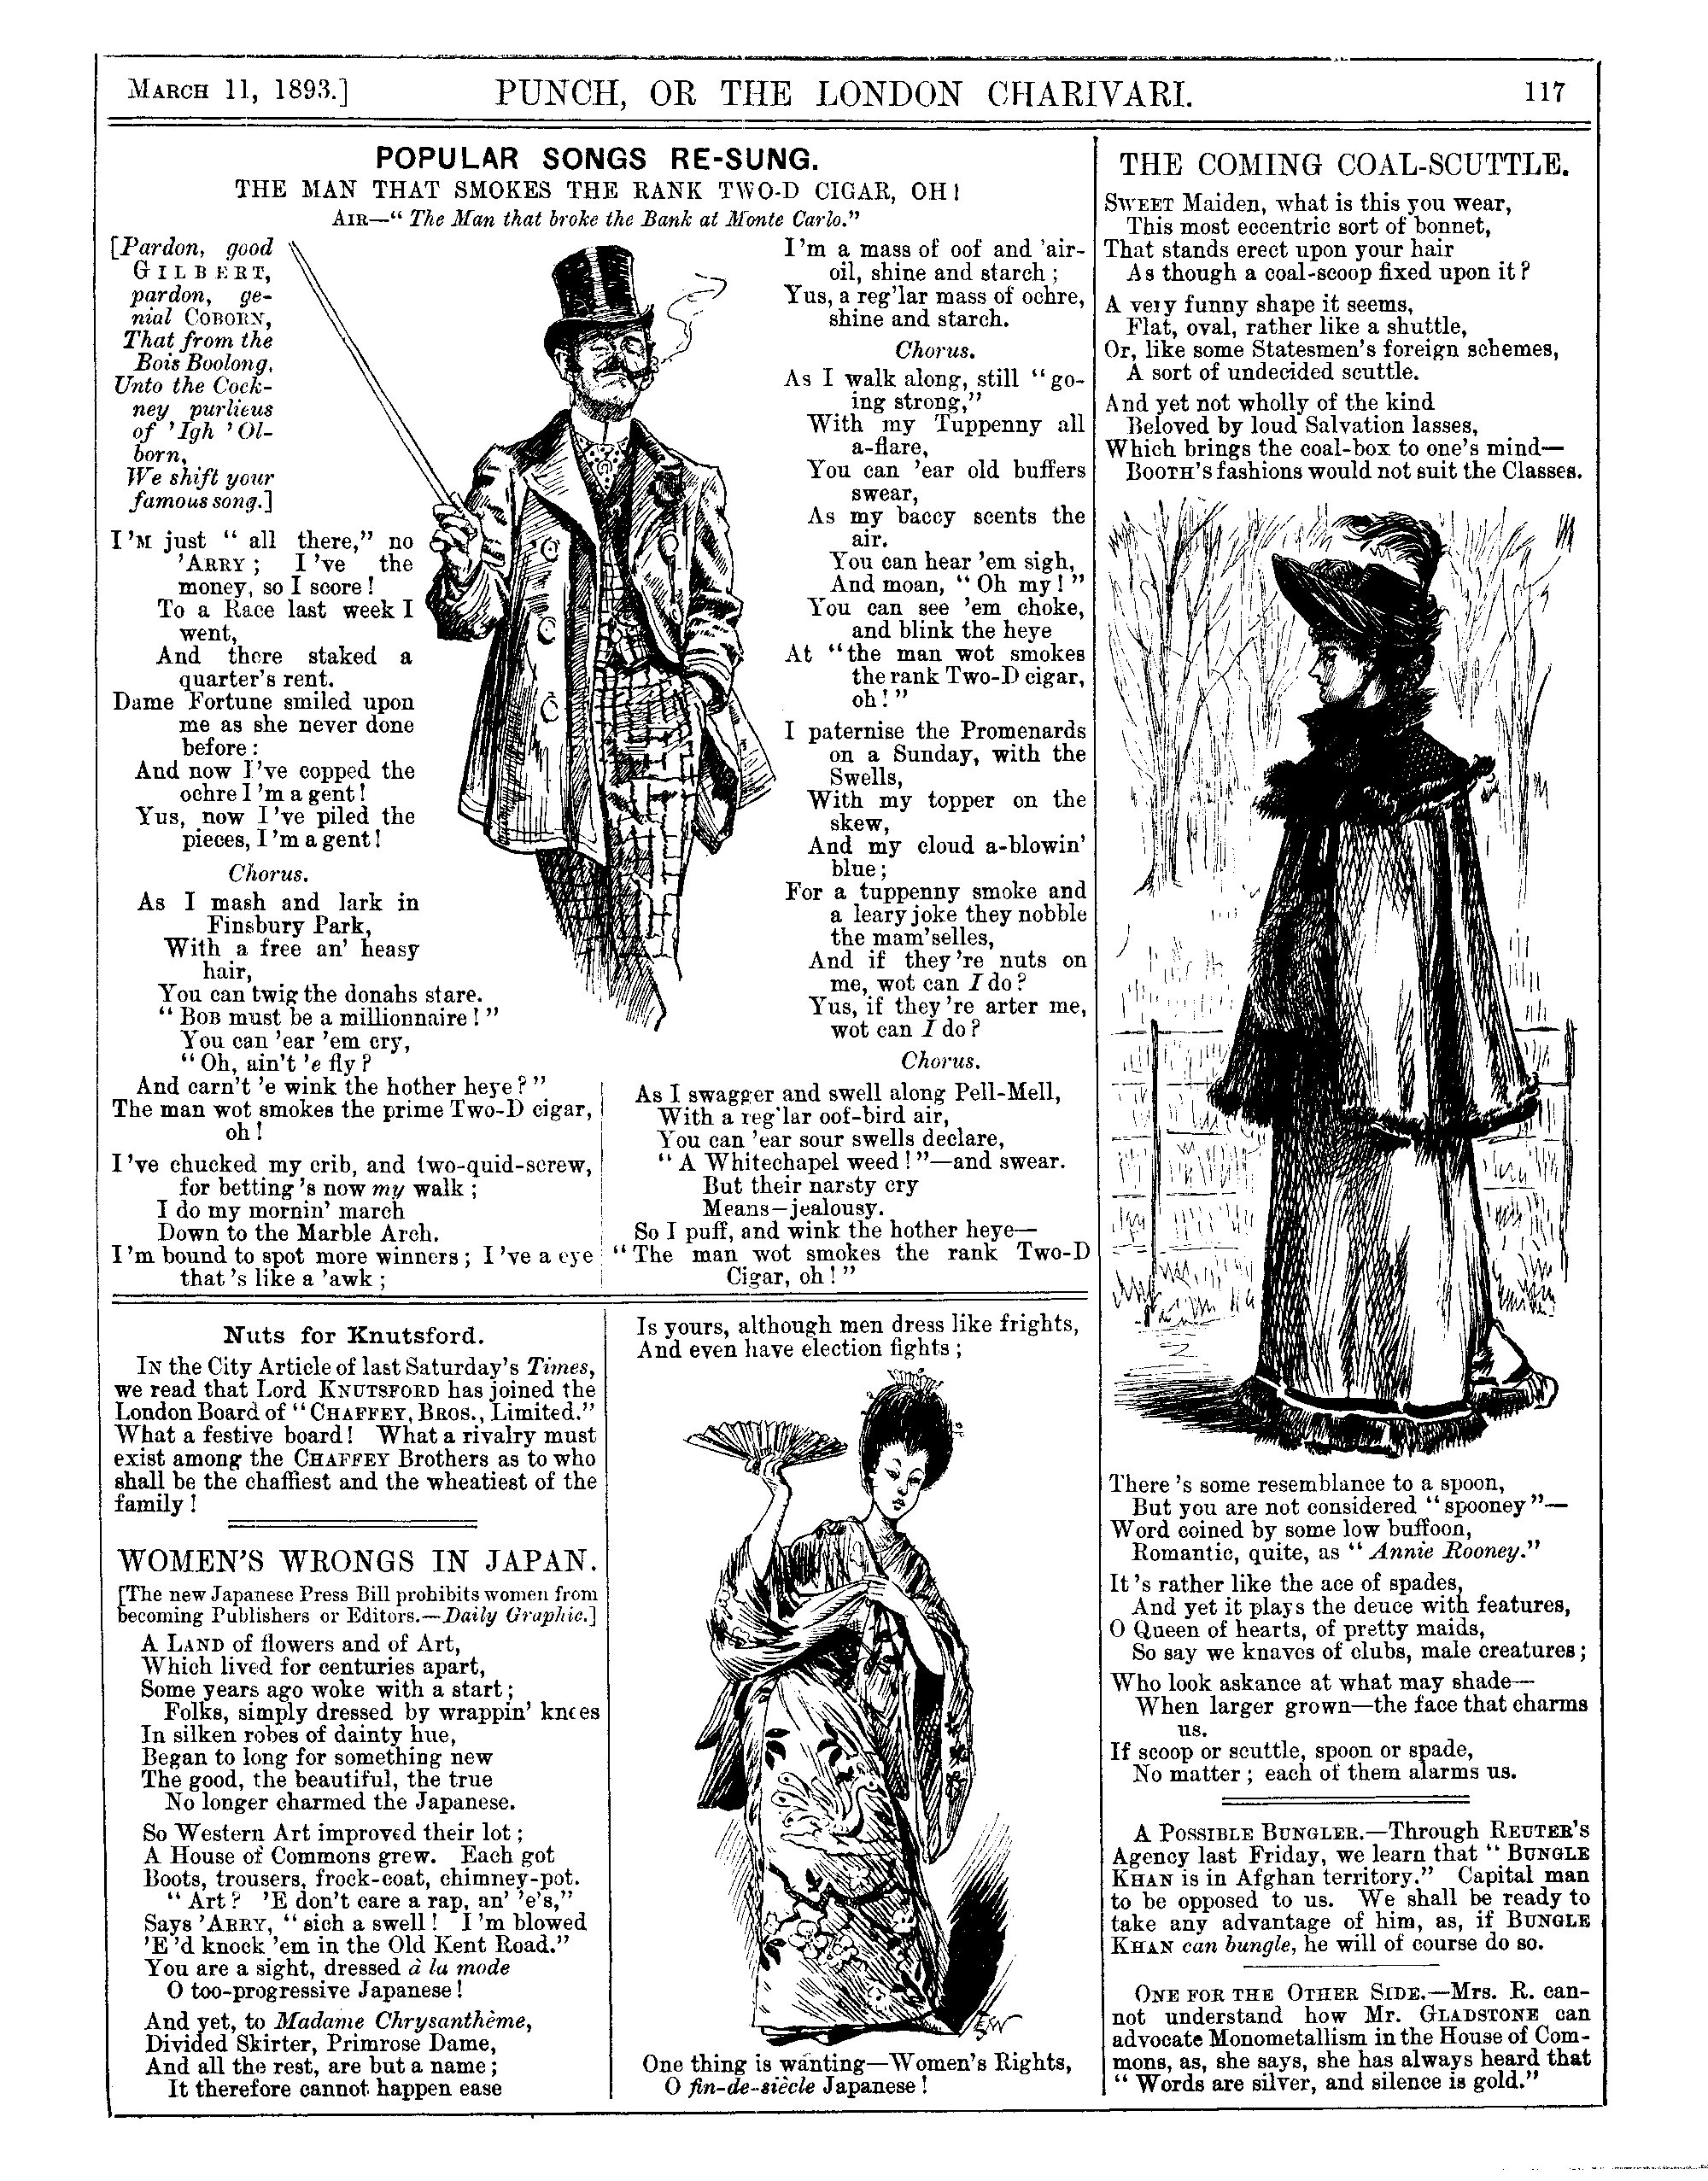 MARCH 11, 1893.] PUNCH, OR THE LONDON CHARIVARI. 117
POPULAR SONGS RE-SUNG.
THE MAN THAT SMOKES THE RANK TWO-D CIGAR, OH!
AIR—"The Man that broke the Bank at Monte Carlo."
[Pardon, good
GILBERT,
pardon, ge-
nial COBORN,
That from the
Bois Boolong,
Unto the Cock-
ney purlieus
of 'Igh 'Ol-
born,
We shift your
famous song.]
I'M just "all there," no
'ARRY; I've the
money, so I score!
To a Race last week I
went,
And there staked a
quarter's rent.
Dame Fortune smiled upon
me as she never done
before:
And now I've copped the
ochre I'm a gent!
Yus, now I've piled the
pieces, I'm a gent!
Chorus.
As I mash and lark in
Finsbury Park,
With a free an' heasy
hair,
You can twig the donahs stare.
"BOB must be a millionnaire!"
You can 'ear 'em cry,
"Oh, ain't 'e fly?
And carn't 'e wink the hother heye?"
The man wot smokes the prime Two-D cigar,
oh!
I've chucked my crib, and two-quid-screw,
for betting's now my walk;
I do my mornin' march
Down to the Marble Arch.
I'm bound to spot more winners; I've a eye
that's like a 'awk;
I'm a mass of oof and 'air-
oil, shine and starch;
Yus, a reg'lar mass of ochre,
shine and starch.
Chorus.
As I walk along, still "go-
ing strong,"
With my Tuppenny all
a-flare,
You can 'ear old buffers
swear,
As my baccy scents the
air.
You can hear 'em sigh,
And moan, "Oh my!"
You can see 'em choke,
and blink the heye
At "the man wot smokes
the rank Two-D cigar,
oh!"
I paternise the Promenards
on a Sunday, with the
Swells,
With my topper on the
skew,
And my cloud a-blowin'
blue;
For a tuppenny smoke and
a leary joke they nobble
the mam'selles,
And if they're nuts on
me, wot can I do?
Yus, if they're arter me,
wot can I do?
Chorus.
As I swagger and swell along Pell-Mell,
With a reg'lar oof-bird air,
You can 'ear sour swells declare,
"A Whitechapel weed!"—and swear.
But their narsty cry
Means—jealousy.
So I puff, and wink the hother heye—
"The man wot smokes the rank Two-D
Cigar, oh!"
Nuts for Knutsford.
IN the City Article of last Saturday's Times,
we read that Lord KNUTSFORD has joined the
London Board of "CHAFFEY, BROS., Limited."
What a festive board! What a rivalry must
exist among the CHAFFEY Brothers as to who
shall be the chaffiest and the wheatiest of the
family!
WOMEN'S WRONGS IN JAPAN.
[The new Japanese Press Bill prohibits women from
becoming Publishers or Editors.—Daily Graphic.]
A LAND of flowers and of Art,
Which lived for centuries apart,
Some years ago woke with a start;
Folks, simply dressed by wrappin' knees
In silken robes of dainty hue,
Began to long for something new
The good, the beautiful, the true
No longer charmed the Japanese.
So Western Art improved their lot;
A House of Commons grew. Each got
Boots, trousers, frock-coat, chimney-pot.
"Art? 'E don't care a rap, an' 'e's,"
Says 'ARRY, "sich a swell! I'm blowed
'E'd knock 'em in the Old Kent Road."
You are a sight, dressed à la mode
O too-progressive Japanese!
And yet, to Madame Chrysanthème,
Divided Skirter, Primrose Dame,
And all the rest, are but a name;
It therefore cannot happen ease
Is yours, although men dress like frights,
And even have election fights;
ESW
One thing is wanting—Women's Rights,
O fin-de-siècle Japanese!
THE COMING COAL-SCUTTLE.
SWEET Maiden, what is this you wear,
This most eccentric sort of bonnet,
That stands erect upon your hair
As though a coal-scoop fixed upon it?
A very funny shape it seems,
Flat, oval, rather like a shuttle,
Or, like some Statesmen's foreign schemes,
A sort of undecided scuttle.
And yet not wholly of the kind
Beloved by loud Salvation lasses,
Which brings the coal-box to one's mind—
BOOTH's fashions would not suit the Classes.
There's some resemblance to a spoon,
But you are not considered "spooney"—
Word coined by some low buffoon,
Romantic, quite, as "Annie Rooney."
It's rather like the ace of spades,
And yet it plays the deuce with features,
O Queen of hearts, of pretty maids,
So say we knaves of clubs, male creatures;
Who look askance at what may shade—
When larger grown—the face that charms
us.
If scoop or scuttle, spoon or spade,
No matter; each of them alarms us.
A POSSIBLE BUNGLER.—Through REUTER'S
Agency last Friday, we learn that "BUNGLE
KHAN is in Afghan territory." Capital man
to be opposed to us. We shall be ready to
take any advantage of him, as, if BUNGLE
KHAN can bungle, he will of course do so.
ONE FOR THE OTHER SIDE.—Mrs. R. can-
not understand how Mr. GLADSTONE can
advocate Monometallism in the House of Com-
mons, as, she says, she has always heard that
"Words are silver, and silence is gold."